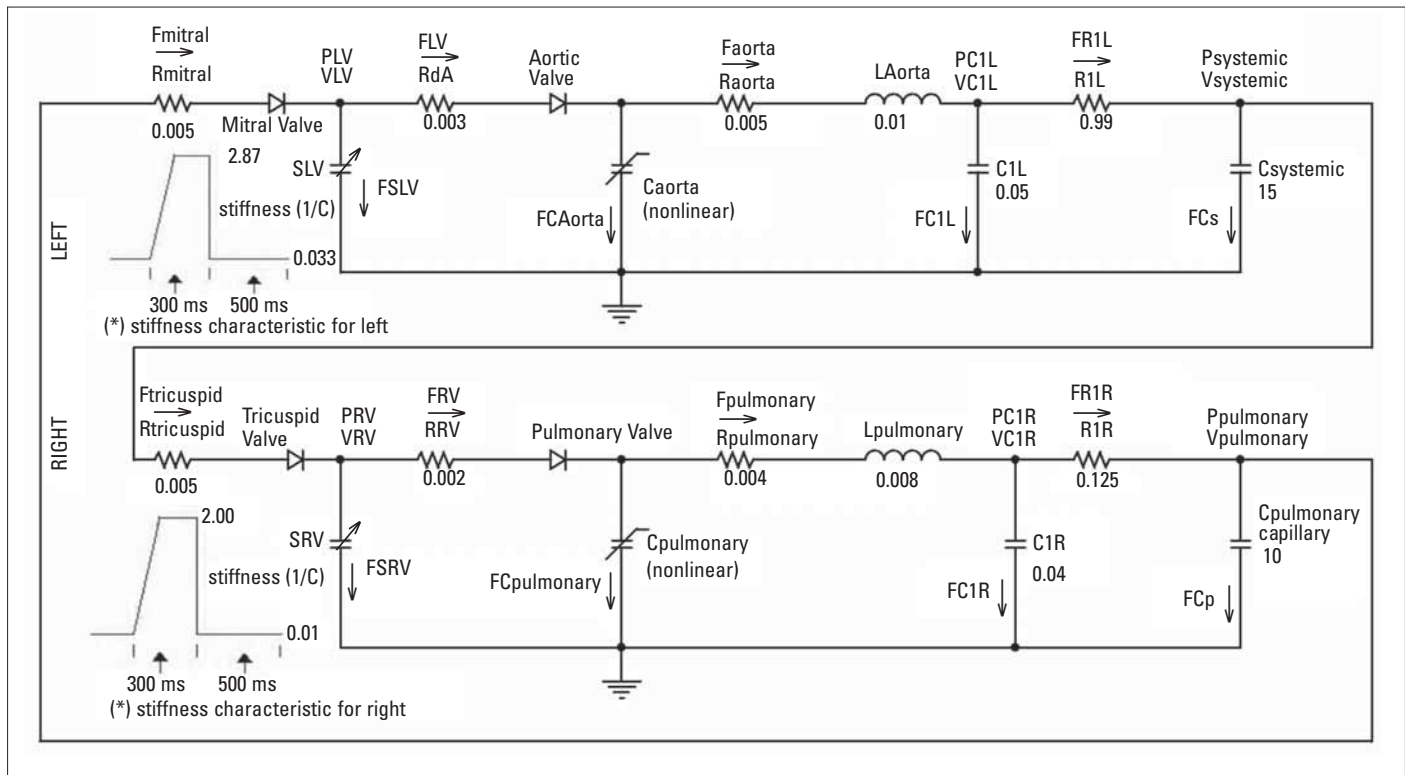 Fmitral
Rmitral
0.005
Mitral Valve
PLV
VLV
FLV
RdA
0.003
Aortic
Valve
Faorta
Raorta
0.005
LAorta
0.01
PC1L
VC1L
FR1L
R1L
0.99
Psystemic
Vsystemic
LEFT
2.87
stiffness (1/C)
0.033
300 ms
500 ms
(*) stiffness characteristic for left
SLV
FSLV
Caorta
(nonlinear)
FCAorta
C1L
0.05
FC1L
Csystemic
15
FCs
RIGHT
Ftricuspid
Rtricuspid
0.005
Tricuspid
Valve
PRV
VRV
FRV
RRV
0.002
Pulmonary Valve
Fpulmonary
Rpulmonary
0.004
Lpulmonary
0.008
PC1R
VC1R
FR1R
R1R
0.125
Ppulmonary
Vpulmonary
2.00
stiffness (1/C)
0.01
300 ms
500 ms
(*) stiffness characteristic for right
SRV
FSRV
Cpulmonary
(nonlinear)
FCpulmonary
C1R
0.04
FC1R
Cpulmonary
capillary
10
FCp